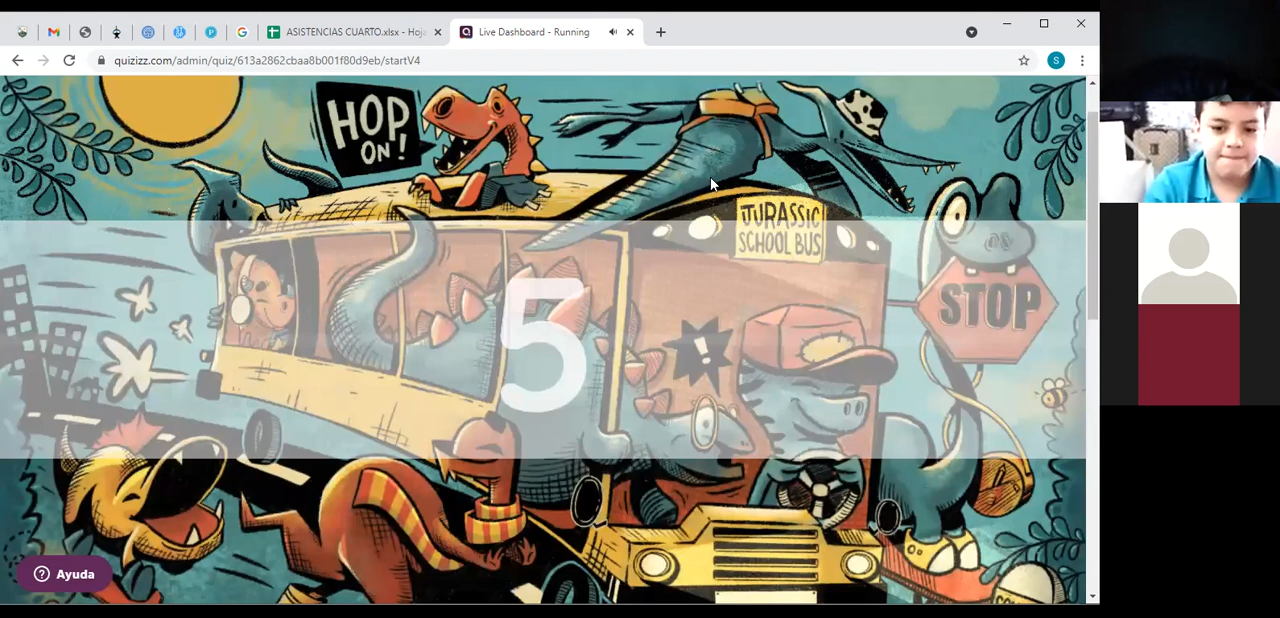 ASISTENCIAS CUARTO.xlsx - Hoja
Live Dashboard - Running
quizizz.com/admin/quiz/613a2862cbaa8b001f80d9eb/startV4
S
HOP
ON!
JURASSIC
SCHOOL BUS
STOP
5
!
Ayuda